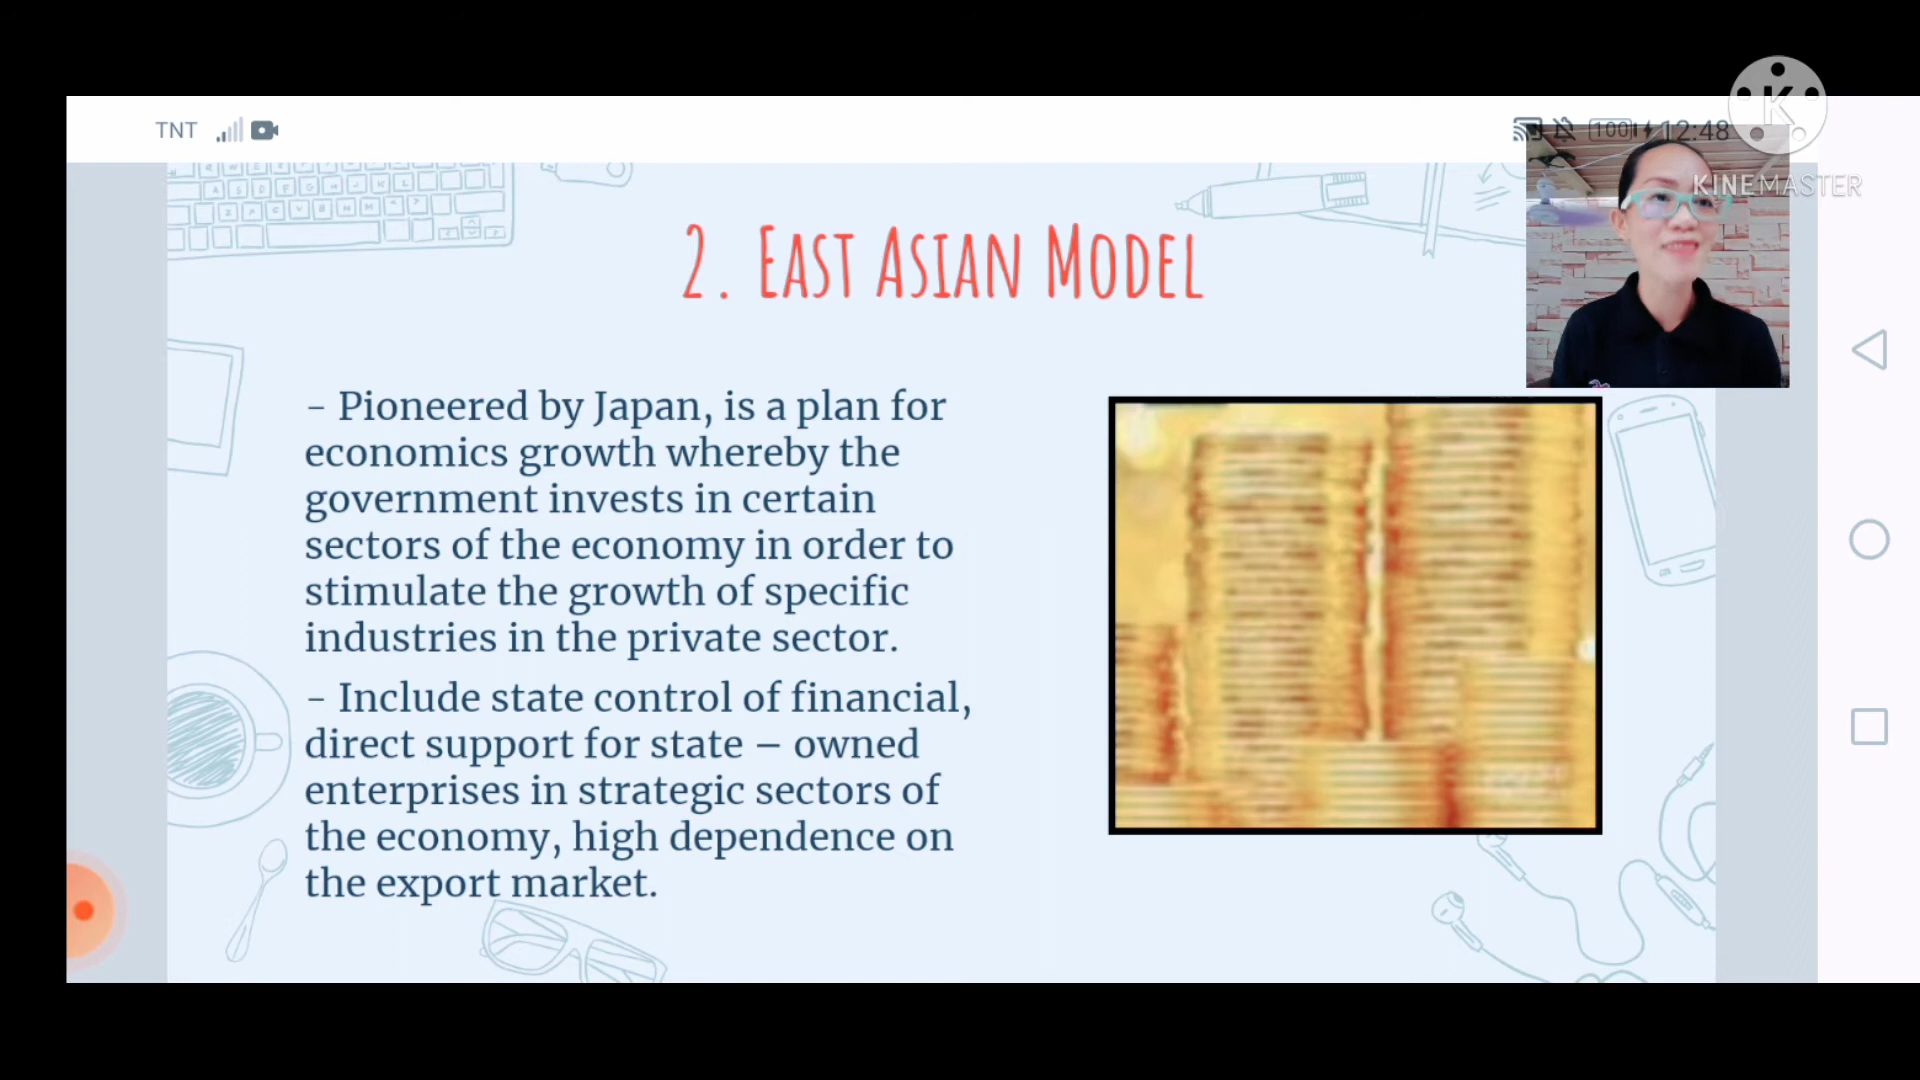 TNT
100 12:48
K
KINEMASTER
2. EAST ASIAN MODEL
- Pioneered by Japan, is a plan for
economics growth whereby the
government invests in certain
sectors of the economy in order to
stimulate the growth of specific
industries in the private sector.
- Include state control of financial,
direct support for state – owned
enterprises in strategic sectors of
the economy, high dependence on
the export market.